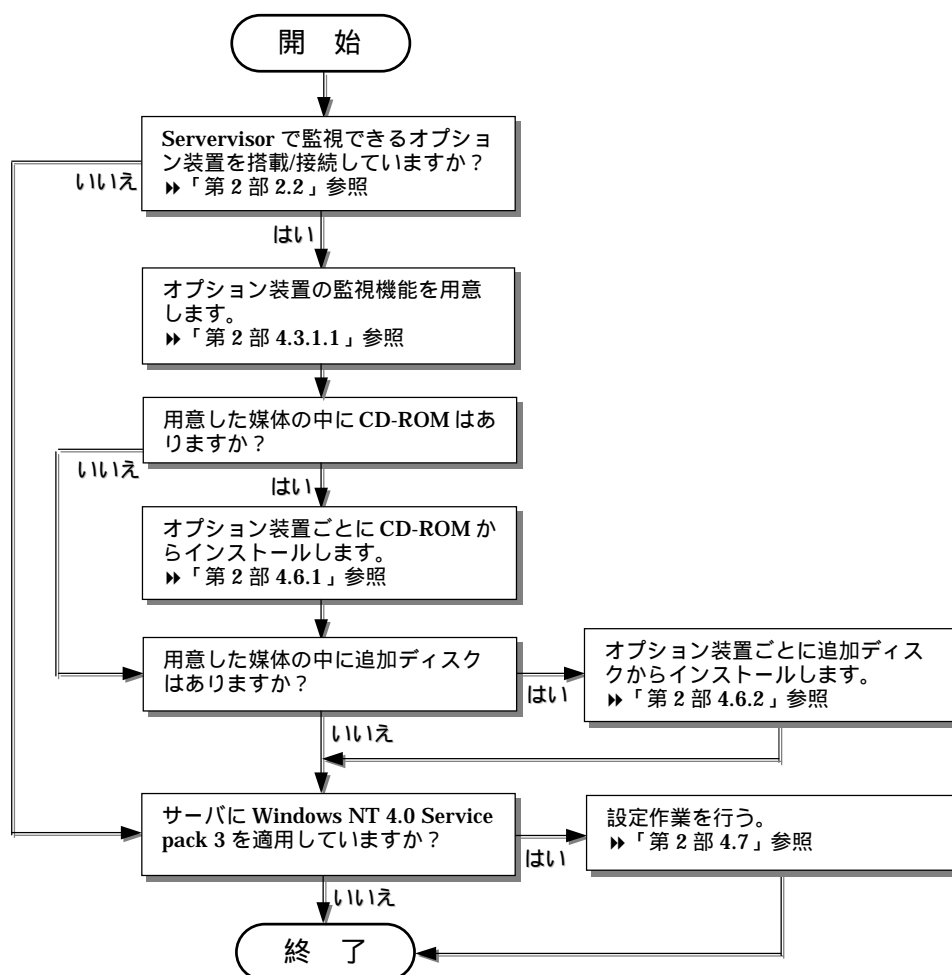 開　始
Servervisor で監視できるオプショ
ン装置を搭載/接続していますか？
「第 2 部 2.2」参照
いいえ
はい
オプション装置の監視機能を用意
します。
「第 2 部 4.3.1.1」参照
用意した媒体の中に CD-ROM はあ
りますか？
いいえ
はい
オプション装置ごとに CD-ROM か
らインストールします。
「第 2 部 4.6.1」参照
用意した媒体の中に追加ディスク
はありますか？
はい
オプション装置ごとに追加ディス
クからインストールします。
「第 2 部 4.6.2」参照
いいえ
サーバに Windows NT 4.0 Service
pack 3 を適用していますか？
はい
設定作業を行う。
「第 2 部 4.7」参照
いいえ
終　了